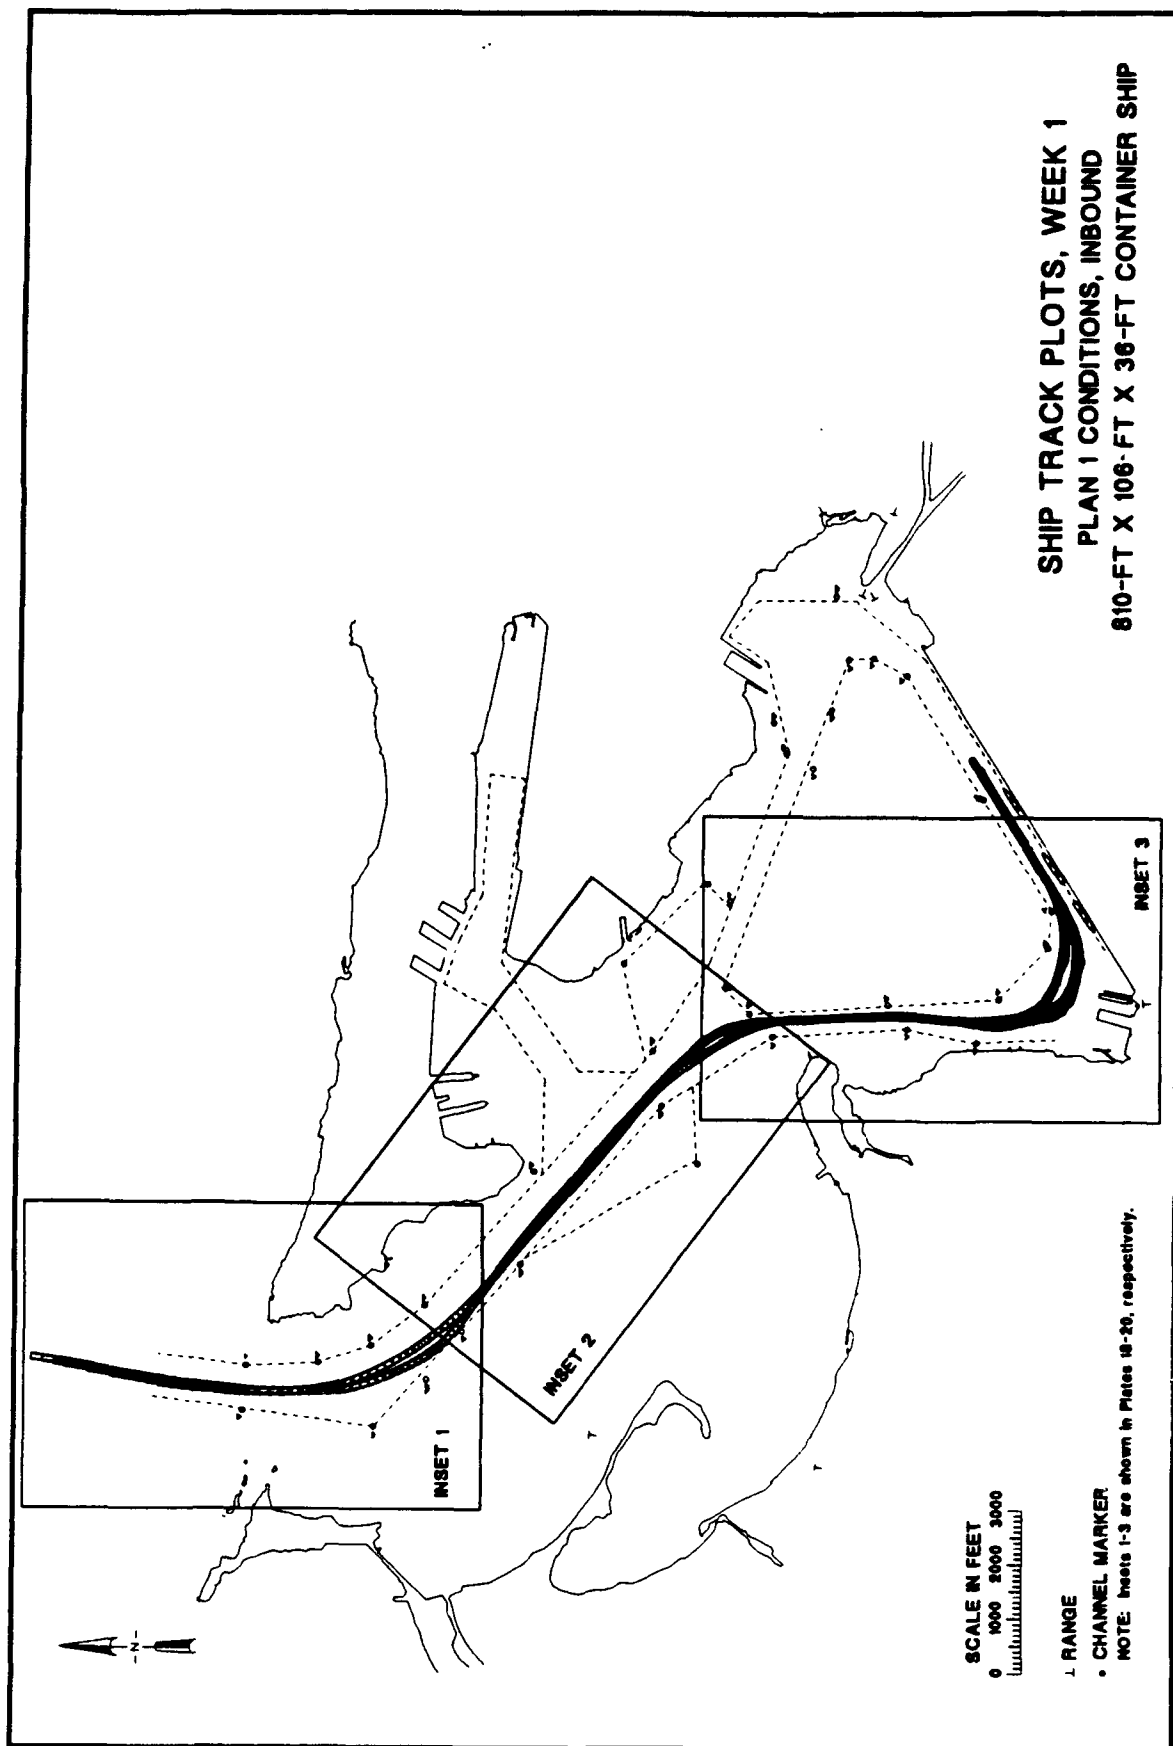 SHIP TRACK PLOTS, WEEK 1
PLAN 1 CONDITIONS, INBOUND
810-FT X 106-FT X 36-FT CONTAINER SHIP
INSET 1
INSET 2
INSET 3
N
SCALE IN FEET
0 1000 2000 3000
RANGE
CHANNEL MARKER
NOTE: Insets 1-3 are shown in Plates 18-20, respectively.